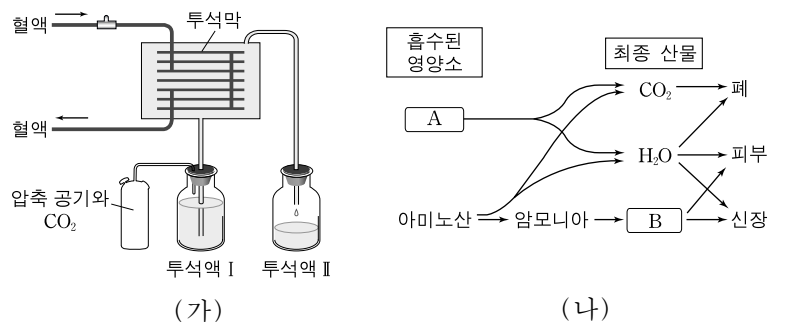 혈액
투석막
혈액
압축 공기와
CO₂
투석액 Ⅰ
투석액 Ⅱ
(가)
흡수된
영양소
최종 산물
A
CO₂
폐
H₂O
피부
아미노산
암모니아
B
신장
(나)